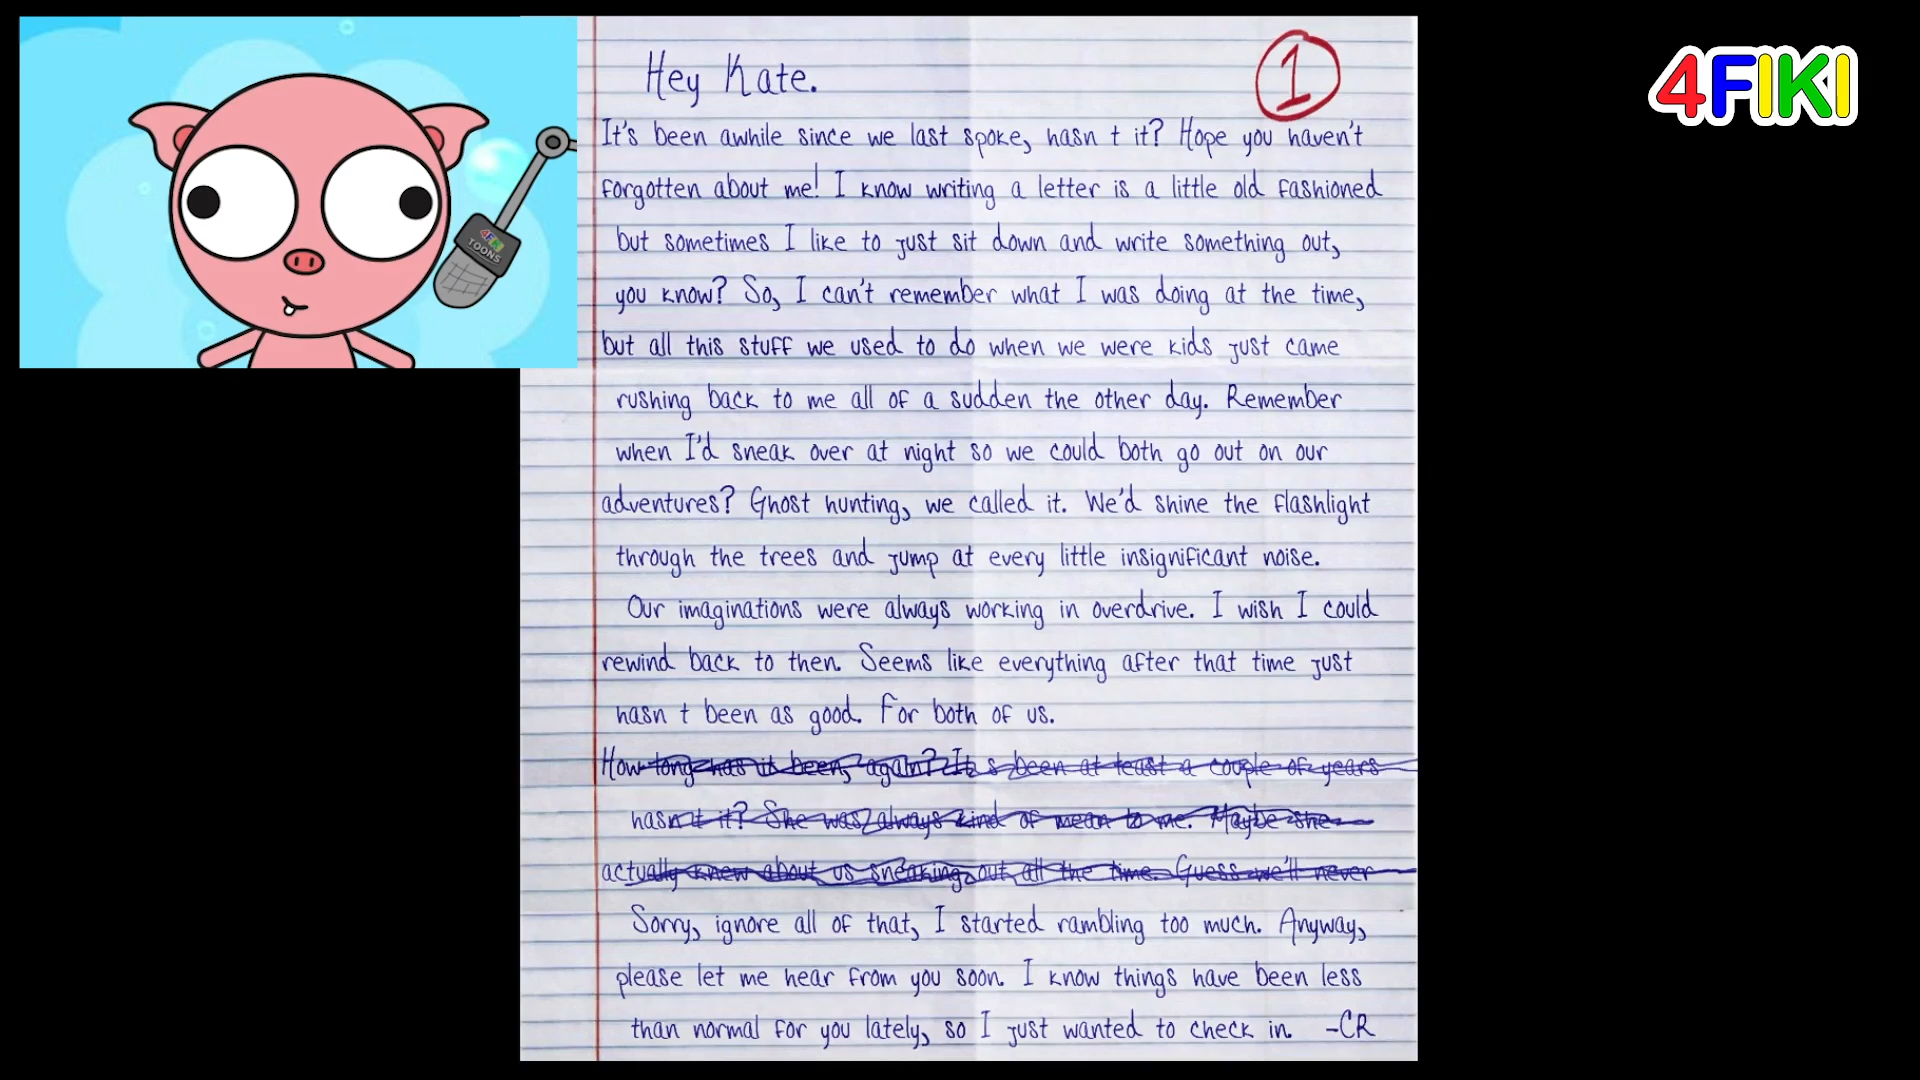 4FIKI
4FIKI
TOONS
1
Hey Kate.
It's been awhile since we last spoke, hasn t it? Hope you haven't
forgotten about me! I know writing a letter is a little old fashioned
but sometimes I like to just sit down and write something out,
you know? So, I can't remember what I was doing at the time,
but all this stuff we used to do when we were kids just came
rushing back to me all of a sudden the other day. Remember
when I'd sneak over at night so we could both go out on our
adventures? Ghost hunting, we called it. We'd shine the flashlight
through the trees and jump at every little insignificant noise.
Our imaginations were always working in overdrive. I wish I could
rewind back to then. Seems like everything after that time just
hasn t been as good. For both of us.
How long has it been, again? It s been at least a couple of years
hasn t it? She was always kind of mean to me. Maybe she
actually knew about us sneaking out all the time. Guess we'll never
Sorry, ignore all of that, I started rambling too much. Anyway,
please let me hear from you soon. I know things have been less
than normal for you lately, so I just wanted to check in. -CR